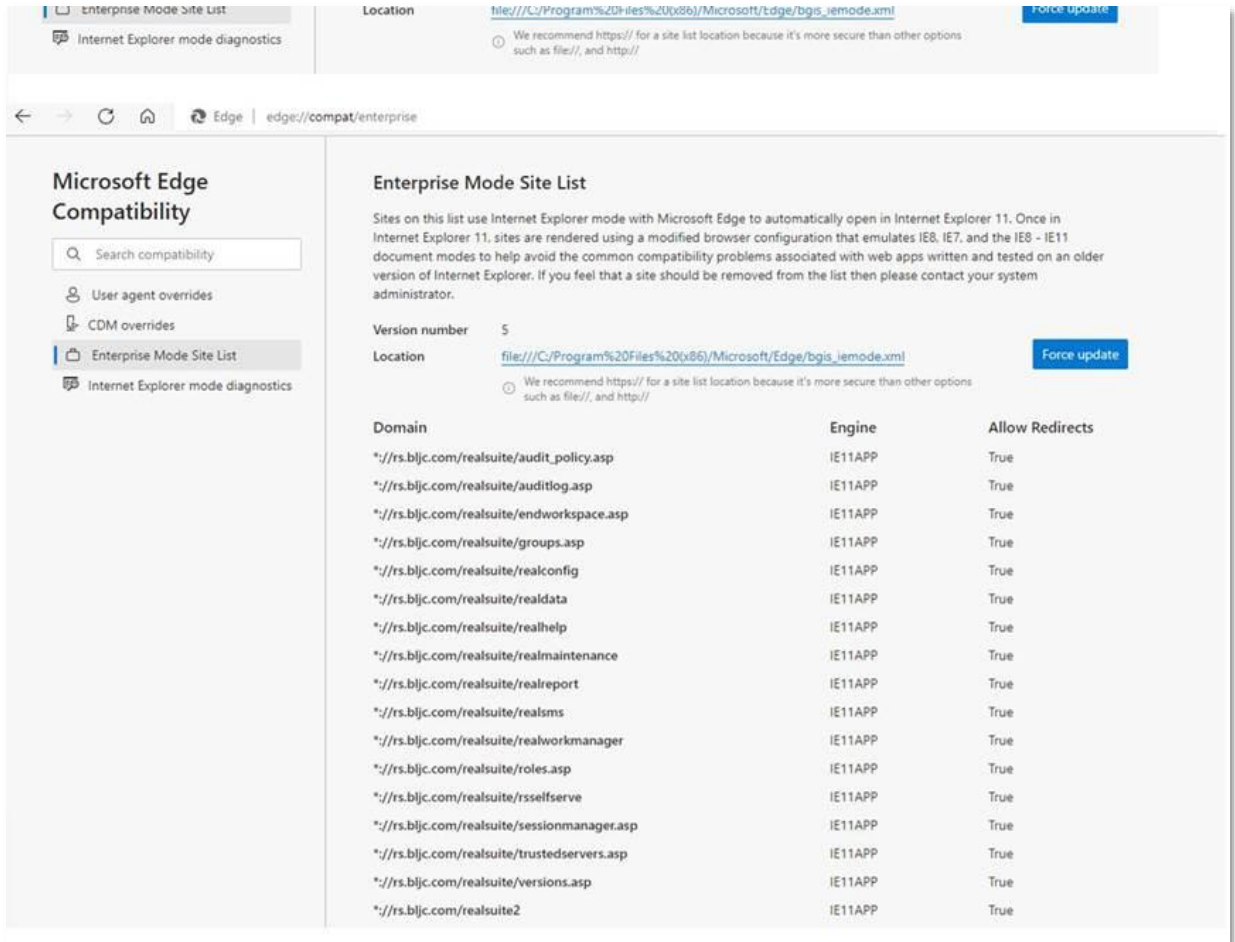 Enterprise Mode Site List
Location file:///C:/Program%20Files%20(x86)/Microsoft/Edge/bgis_iemode.xml Force update
Internet Explorer mode diagnostics
We recommend https:// for a site list location because it's more secure than other options
such as file://, and http://
Edge | edge://compat/enterprise
Microsoft Edge
Compatibility
Search compatibility
User agent overrides
CDM overrides
Enterprise Mode Site List
Internet Explorer mode diagnostics
Enterprise Mode Site List
Sites on this list use Internet Explorer mode with Microsoft Edge to automatically open in Internet Explorer 11. Once in
Internet Explorer 11, sites are rendered using a modified browser configuration that emulates IE8, IE7, and the IE8 - IE11
document modes to help avoid the common compatibility problems associated with web apps written and tested on an older
version of Internet Explorer. If you feel that a site should be removed from the list then please contact your system
administrator.
Version number 5
Location file:///C:/Program%20Files%20(x86)/Microsoft/Edge/bgis_iemode.xml Force update
We recommend https:// for a site list location because it's more secure than other options
such as file://, and http://
Domain Engine Allow Redirects
*://rs.bljc.com/realsuite/audit_policy.asp IE11APP True
*://rs.bljc.com/realsuite/auditlog.asp IE11APP True
*://rs.bljc.com/realsuite/endworkspace.asp IE11APP True
*://rs.bljc.com/realsuite/groups.asp IE11APP True
*://rs.bljc.com/realsuite/realconfig IE11APP True
*://rs.bljc.com/realsuite/realdata IE11APP True
*://rs.bljc.com/realsuite/realhelp IE11APP True
*://rs.bljc.com/realsuite/realmaintenance IE11APP True
*://rs.bljc.com/realsuite/realreport IE11APP True
*://rs.bljc.com/realsuite/realsms IE11APP True
*://rs.bljc.com/realsuite/realworkmanager IE11APP True
*://rs.bljc.com/realsuite/roles.asp IE11APP True
*://rs.bljc.com/realsuite/rsselfserve IE11APP True
*://rs.bljc.com/realsuite/sessionmanager.asp IE11APP True
*://rs.bljc.com/realsuite/trustedservers.asp IE11APP True
*://rs.bljc.com/realsuite/versions.asp IE11APP True
*://rs.bljc.com/realsuite2 IE11APP True